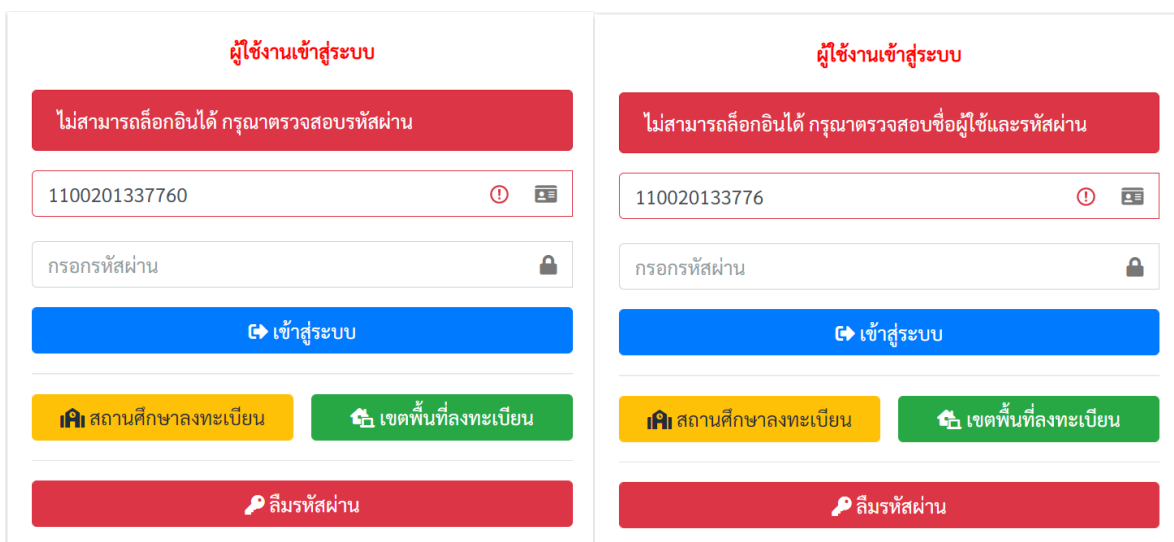 ผู้ใช้งานเข้าสู่ระบบ
ไม่สามารถล็อกอินได้ กรุณาตรวจสอบรหัสผ่าน
1100201337760
กรอกรหัสผ่าน
เข้าสู่ระบบ
สถานศึกษาลงทะเบียน
เขตพื้นที่ลงทะเบียน
ลืมรหัสผ่าน
ผู้ใช้งานเข้าสู่ระบบ
ไม่สามารถล็อกอินได้ กรุณาตรวจสอบชื่อผู้ใช้และรหัสผ่าน
110020133776
กรอกรหัสผ่าน
เข้าสู่ระบบ
สถานศึกษาลงทะเบียน
เขตพื้นที่ลงทะเบียน
ลืมรหัสผ่าน